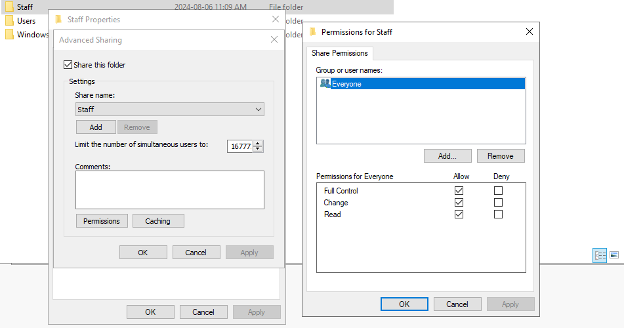 Staff 2024-08-06 11:09 AM File folder
Users
Windows
Staff Properties
Advanced Sharing
Share this folder
Settings
Share name:
Staff
Add Remove
Limit the number of simultaneous users to: 16777
Comments:
Permissions Caching
OK Cancel Apply
OK Cancel Apply
Permissions for Staff
Share Permissions
Group or user names:
Everyone
Add... Remove
Permissions for Everyone Allow Deny
Full Control
Change
Read
OK Cancel Apply